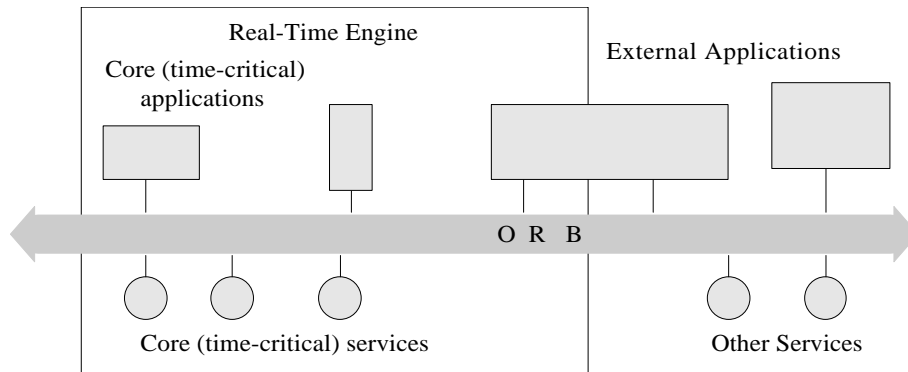 Real-Time Engine
External Applications
Core (time-critical)
applications
O R B
Core (time-critical) services
Other Services